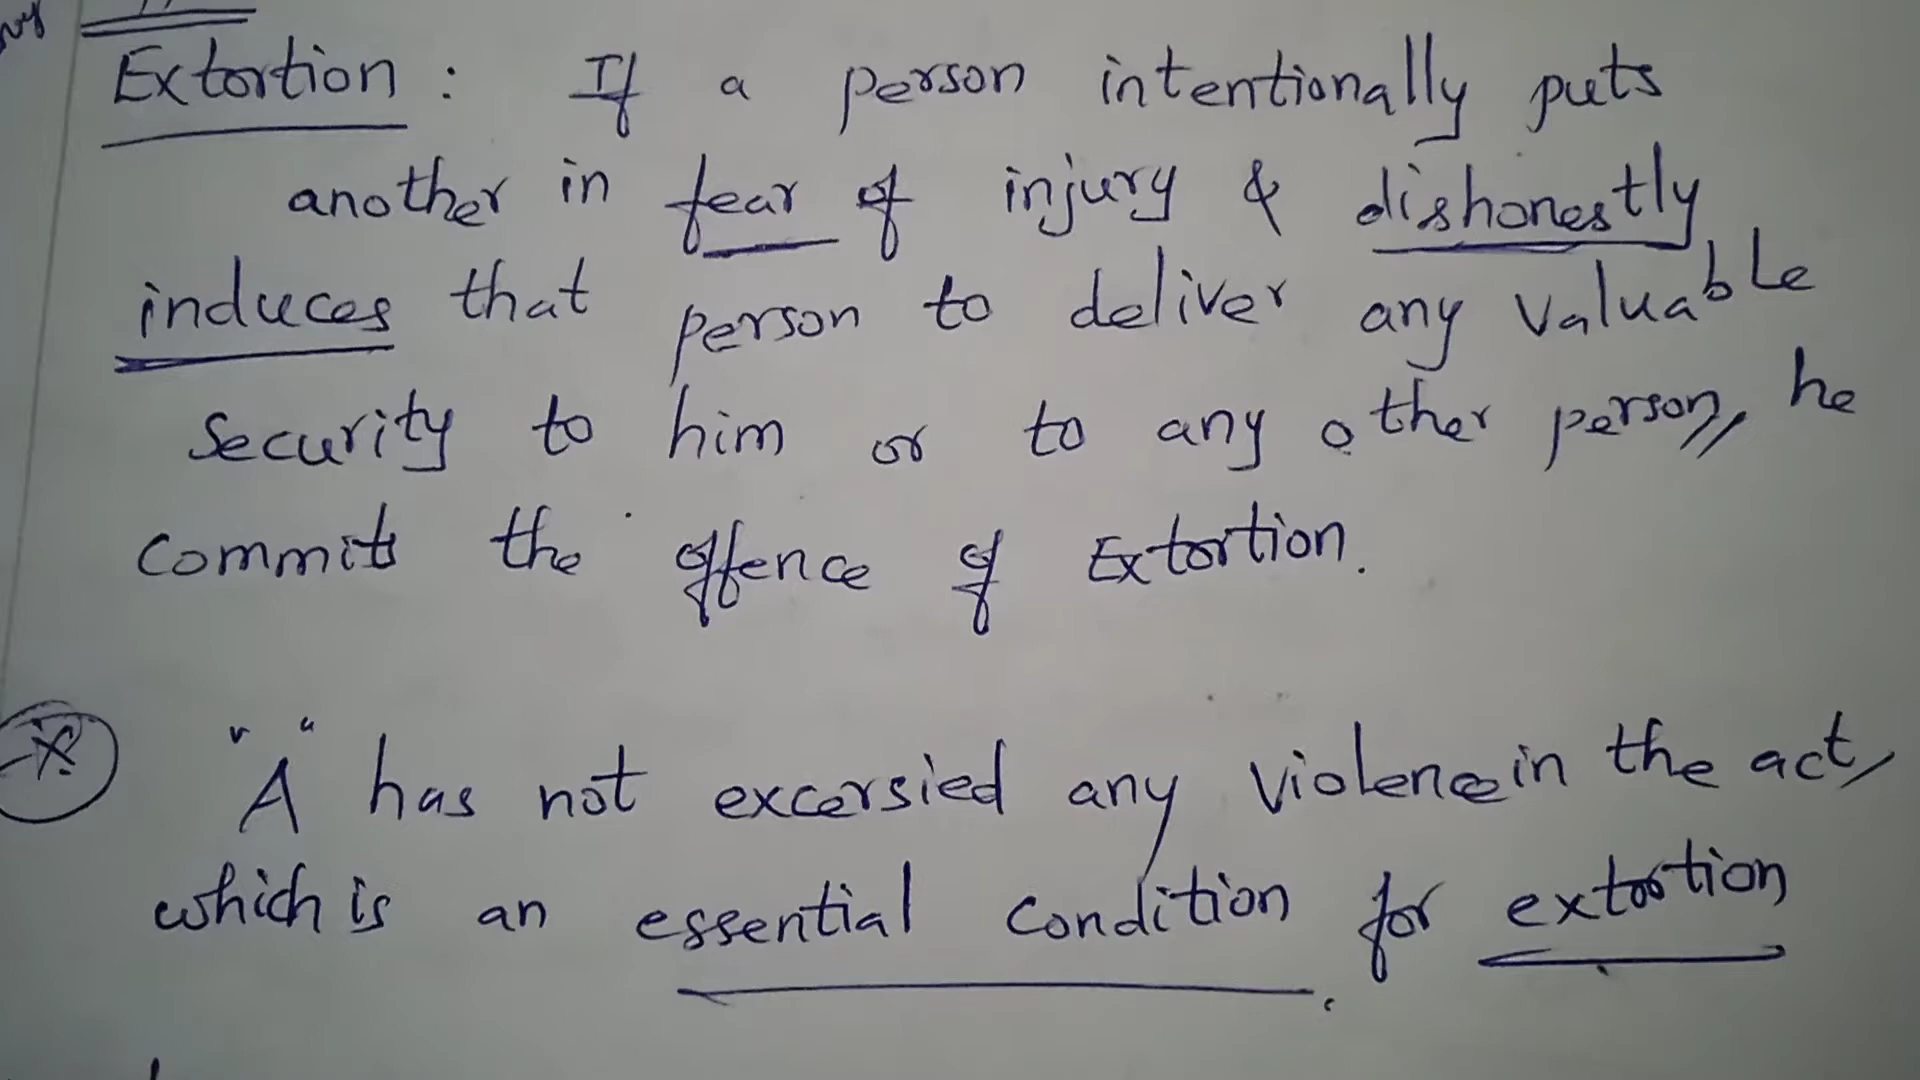 Extortion : If a person intentionally puts
another in fear of injury & dishonestly
induces that person to deliver any valuable
Security to him or to any other person, he
commits the offence of Extortion.
"A" has not excersied any violence in the act,
which is an essential condition for extortion.